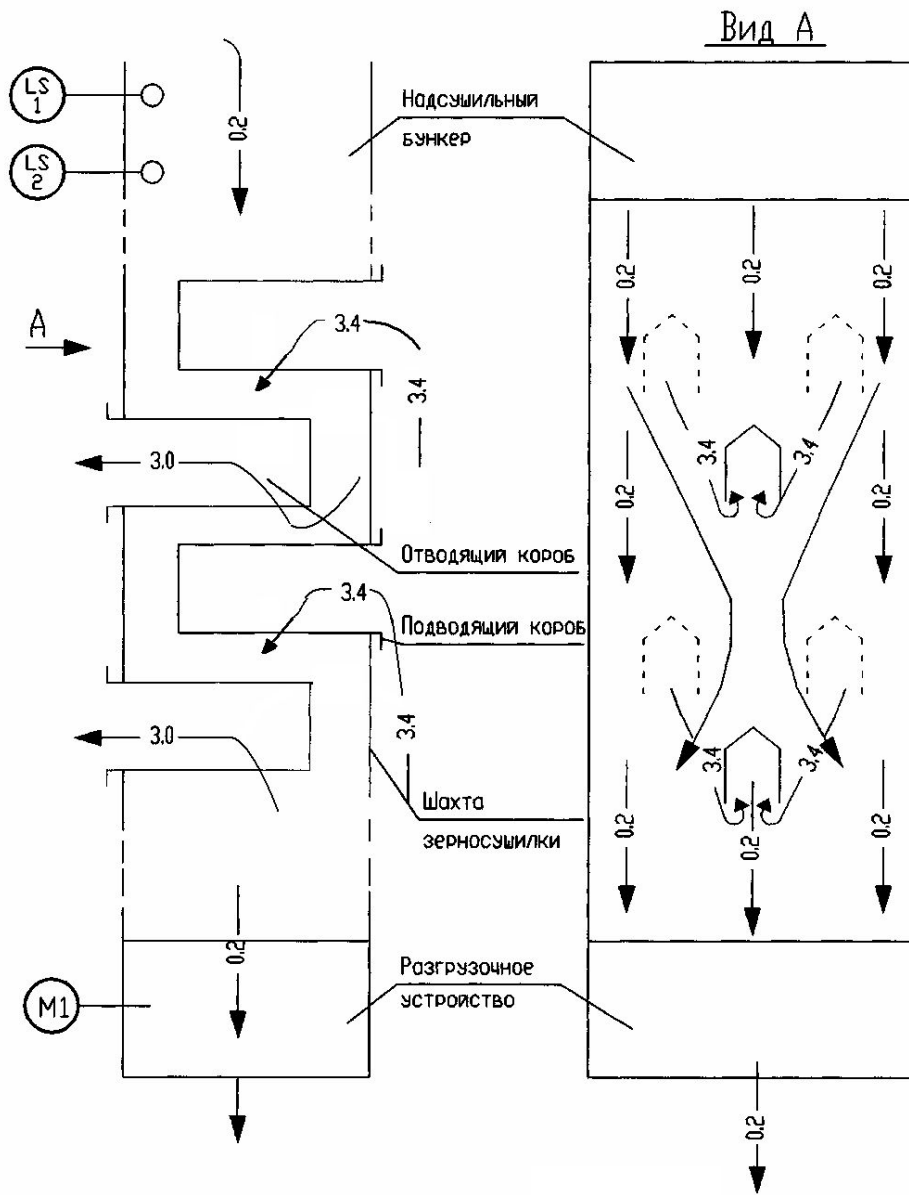 Вид А
LS
1
LS
2
0.2
Надсушильный
бункер
0.2
0.2
0.2
А
3.4
3.4
3.0
3.4
3.4
0.2
0.2
Отводящий короб
3.4
Подводящий короб
3.0
3.4
3.4
3.4
Шахта
зерносушилки
0.2
0.2
0.2
0.2
Разгрузочное
устройство
М1
0.2